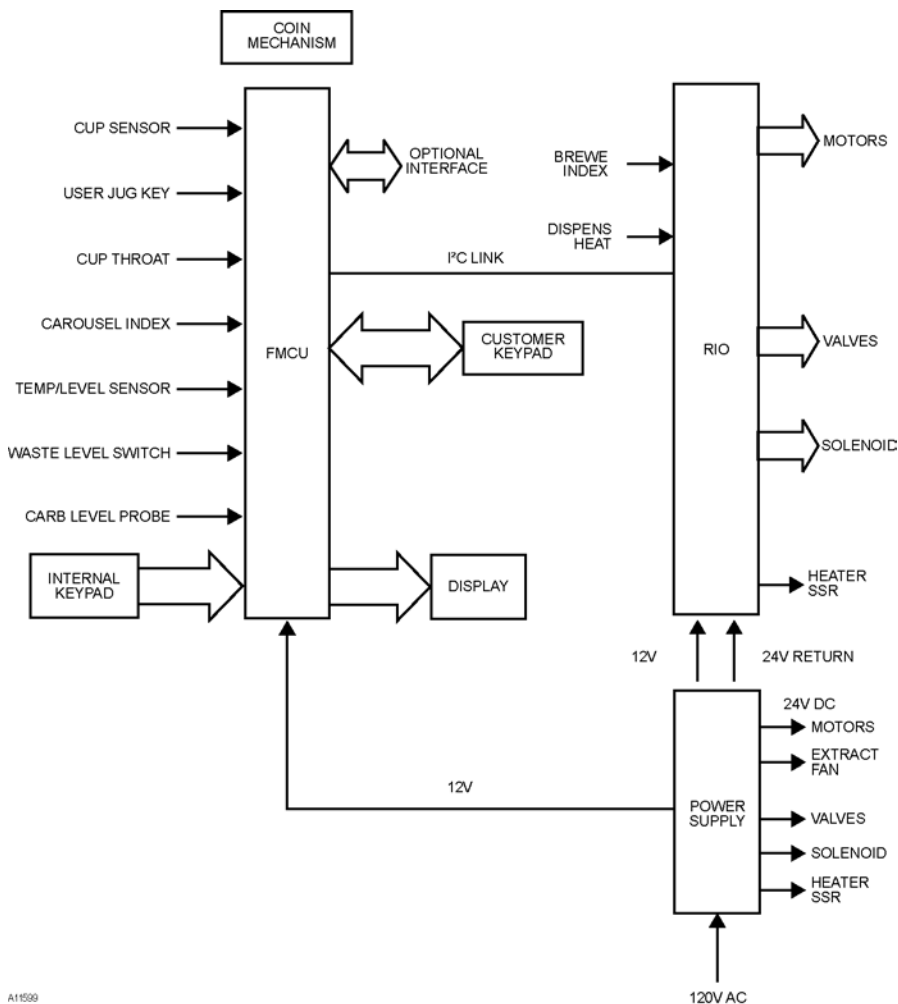 COIN
MECHANISM
CUP SENSOR
USER JUG KEY
CUP THROAT
CAROUSEL INDEX
TEMP/LEVEL SENSOR
WASTE LEVEL SWITCH
CARB LEVEL PROBE
INTERNAL
KEYPAD
FMCU
OPTIONAL
INTERFACE
I²C LINK
CUSTOMER
KEYPAD
DISPLAY
BREWE
INDEX
DISPENS
HEAT
RIO
MOTORS
VALVES
SOLENOID
HEATER
SSR
12V
24V RETURN
12V
POWER
SUPPLY
24V DC
MOTORS
EXTRACT
FAN
VALVES
SOLENOID
HEATER
SSR
120V AC
A11599